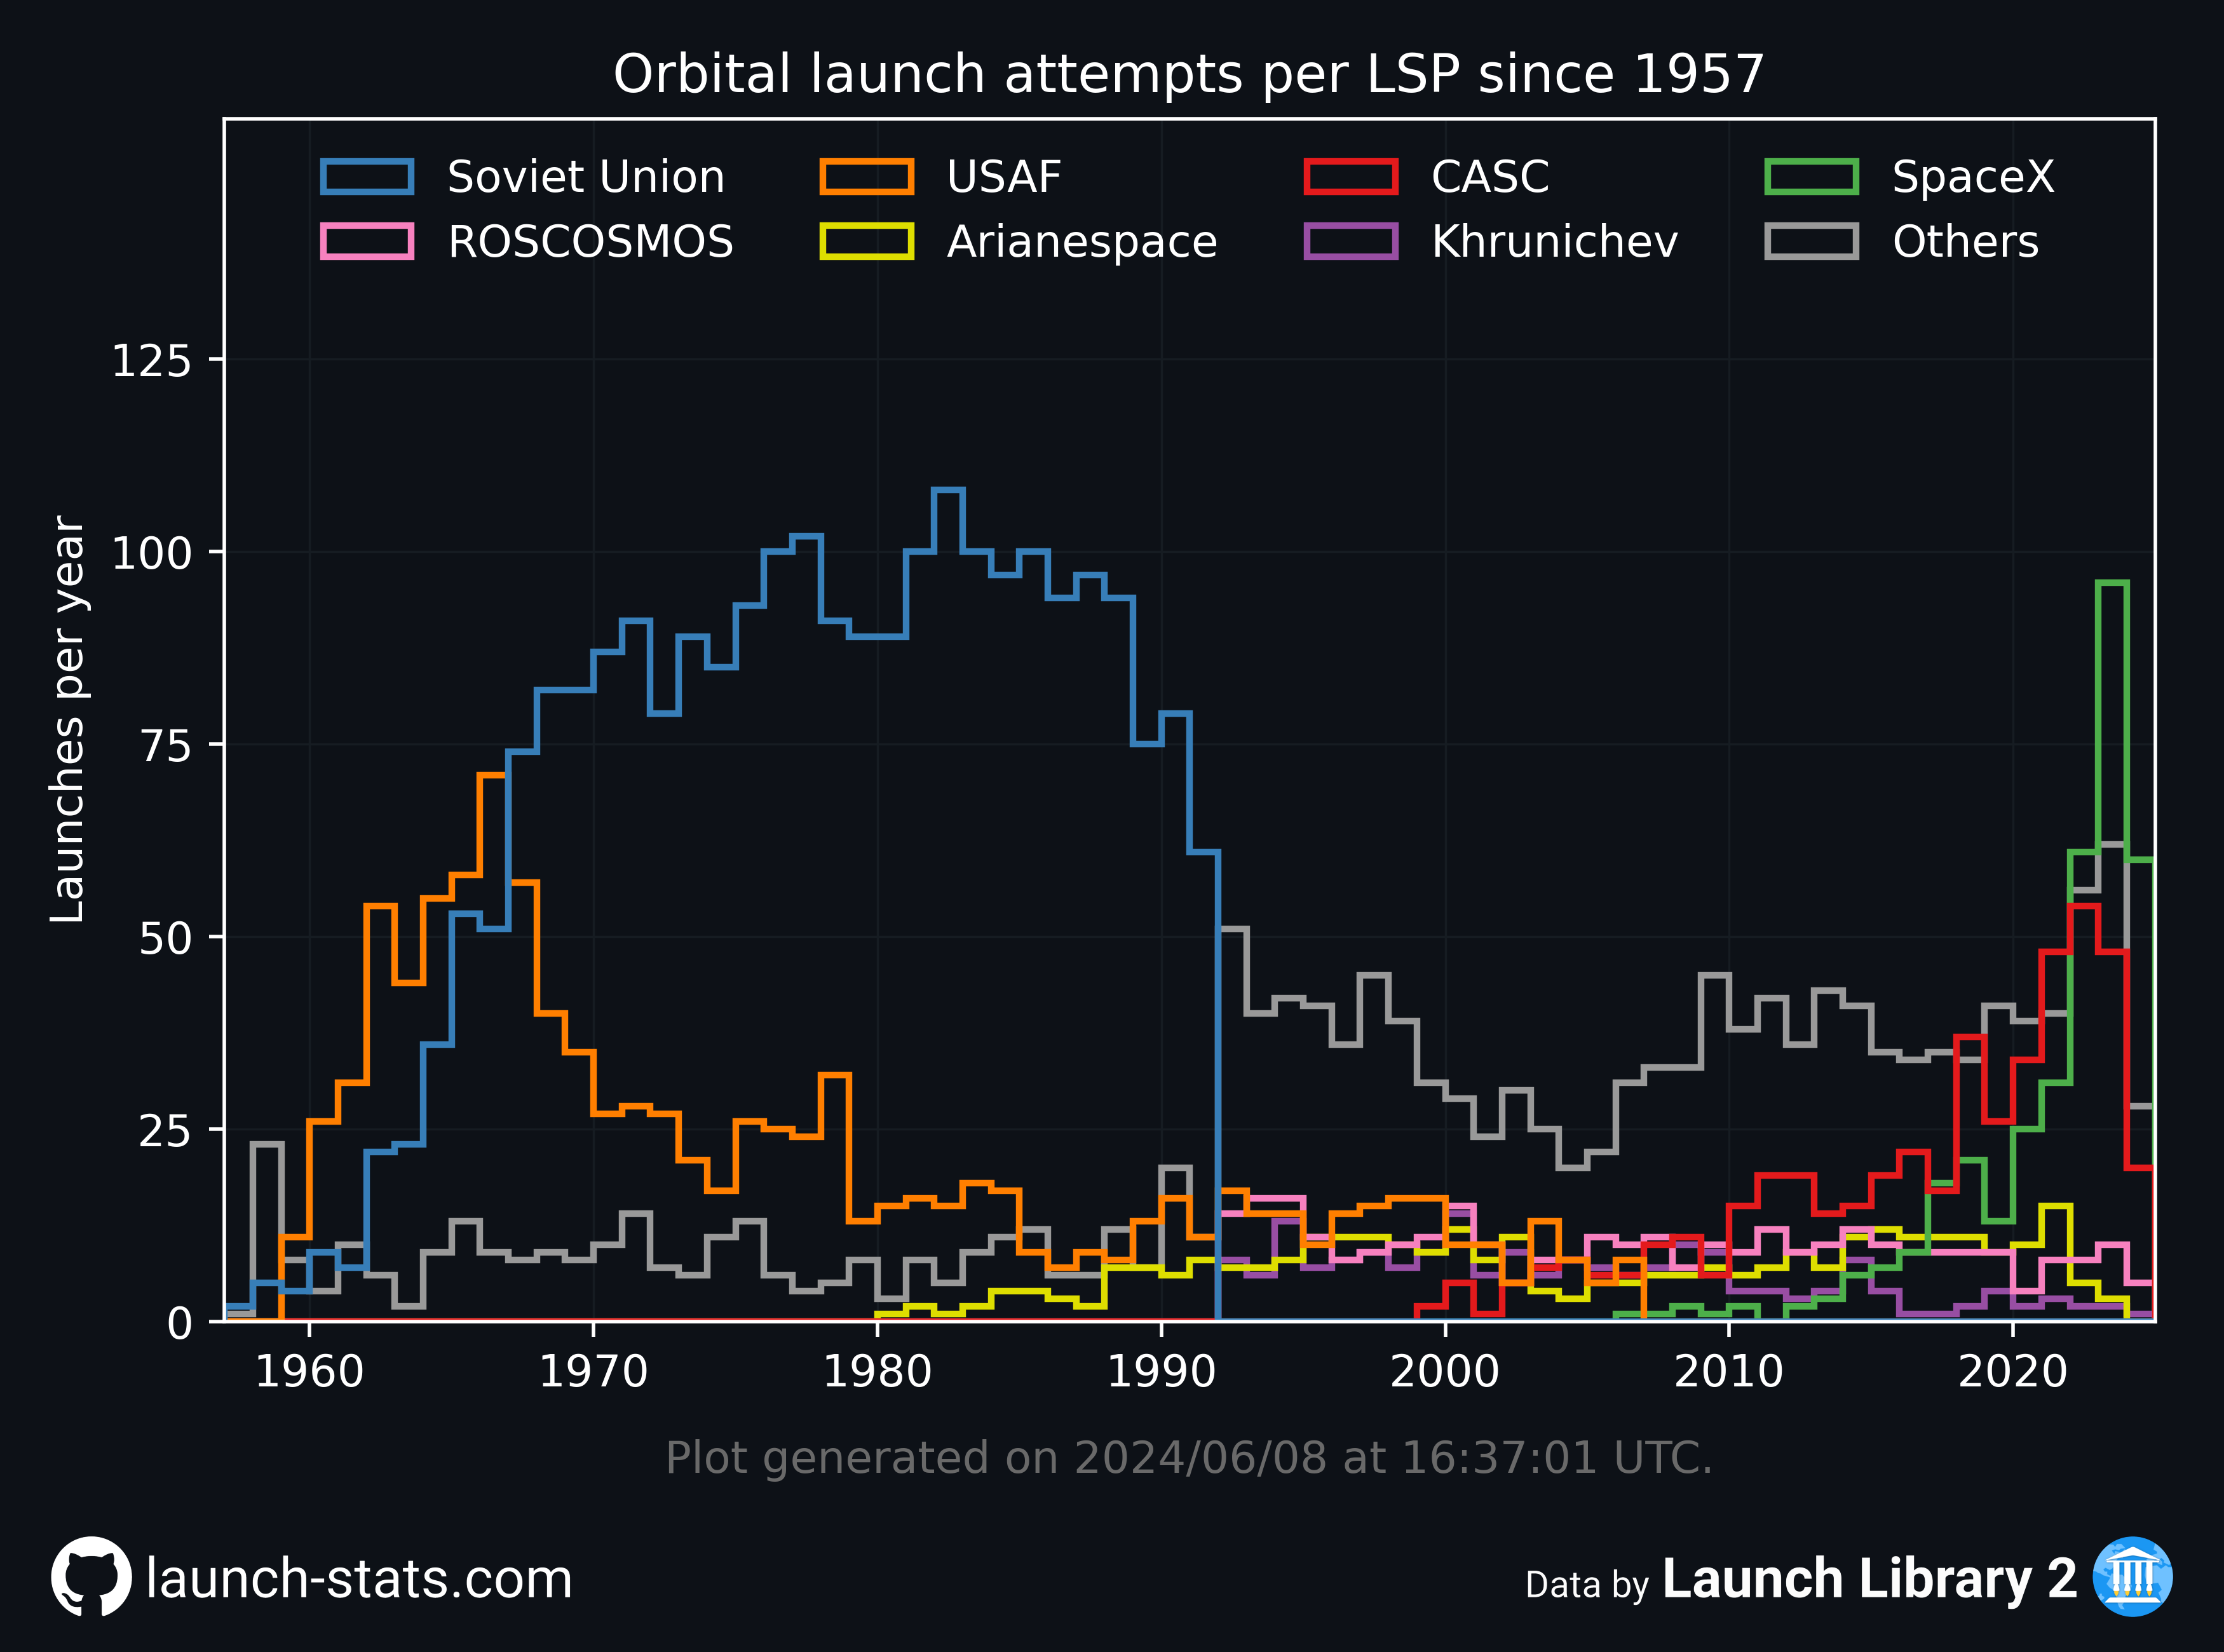 Orbital launch attempts per LSP since 1957
Soviet Union USAF CASC SpaceX
ROSCOSMOS Arianespace Khrunichev Others
Launches per year
125
100
75
50
25
0
1960 1970 1980 1990 2000 2010 2020
Plot generated on 2024/06/08 at 16:37:01 UTC.
launch-stats.com
Data by Launch Library 2